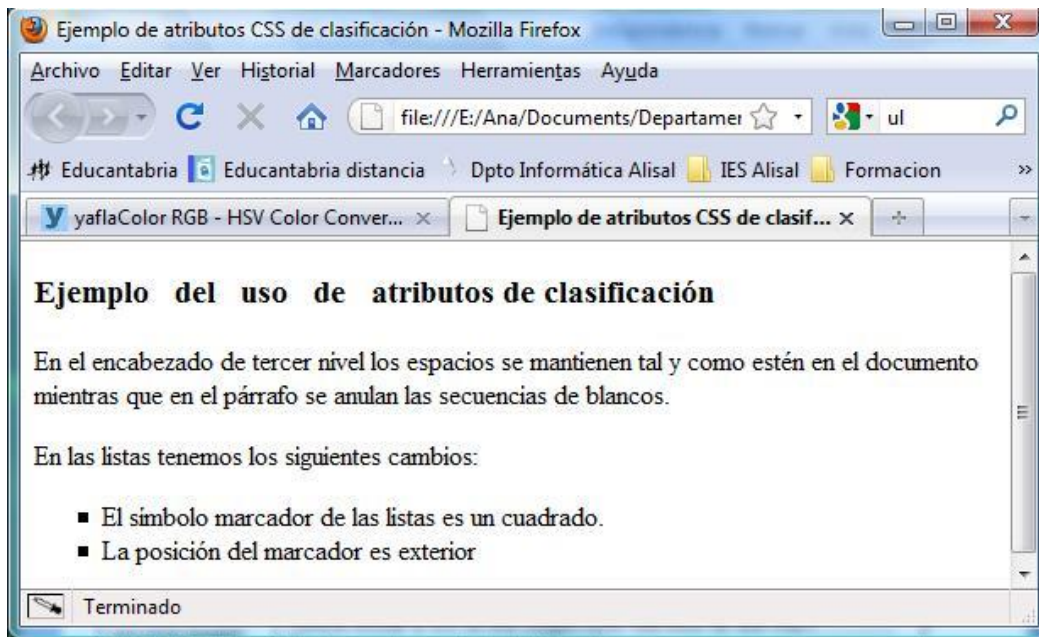 Ejemplo de atributos CSS de clasificación - Mozilla Firefox
Archivo Editar Ver Historial Marcadores Herramientas Ayuda
file:///E:/Ana/Documents/Departamer ul
Educantabria Educantabria distancia Dpto Informática Alisal IES Alisal Formacion »
yaflaColor RGB - HSV Color Conver... Ejemplo de atributos CSS de clasif...
Ejemplo del uso de atributos de clasificación
En el encabezado de tercer nivel los espacios se mantienen tal y como estén en el documento
mientras que en el párrafo se anulan las secuencias de blancos.
En las listas tenemos los siguientes cambios:
■ El símbolo marcador de las listas es un cuadrado.
■ La posición del marcador es exterior
Terminado